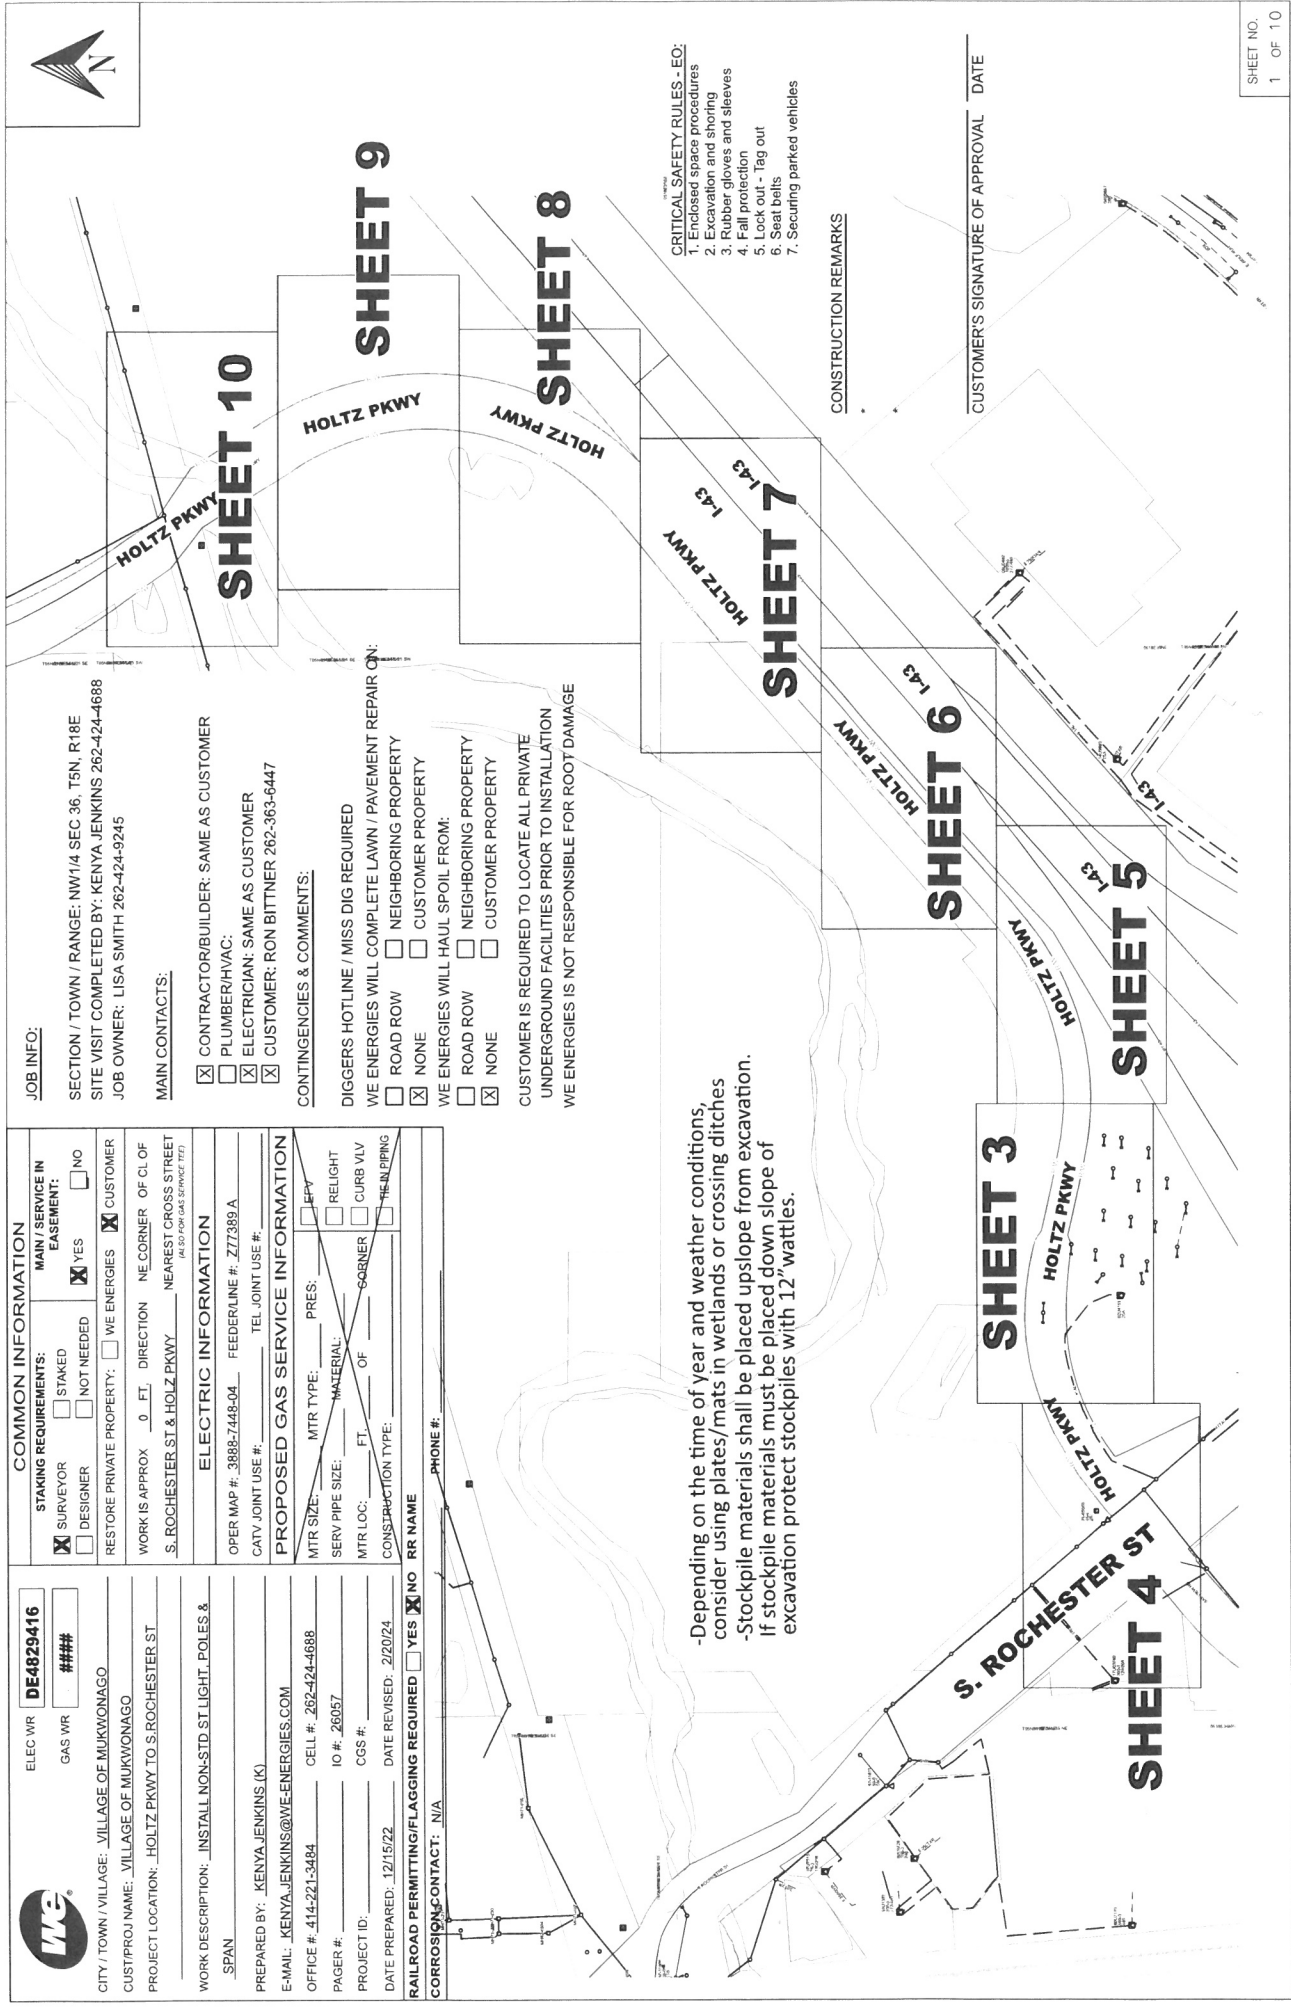 We
ELEC WR DE4829416
GAS WR ####
CITY / TOWN / VILLAGE: VILLAGE OF MUKWONAGO
CUST/PROJ NAME: VILLAGE OF MUKWONAGO
PROJECT LOCATION: HOLTZ PKWY TO S.ROCHESTER ST
WORK DESCRIPTION: INSTALL NON-STD ST LIGHT, POLES &
SPAN
PREPARED BY: KENYA JENKINS (K)
E-MAIL: KENYA.JENKINS@WE-ENERGIES.COM
OFFICE #: 414-221-3484 CELL #: 262-424-4688
PAGER #: IO #: 26057
PROJECT ID: CGS #:
DATE PREPARED: 12/15/22 DATE REVISED: 2/20/24
RAILROAD PERMITTING/FLAGGING REQUIRED YES X NO RR NAME
CORROSION CONTACT: N/A PHONE #:
COMMON INFORMATION
STAKING REQUIREMENTS:
X SURVEYOR STAKED
DESIGNER NOT NEEDED
MAIN / SERVICE IN
EASEMENT:
X YES NO
RESTORE PRIVATE PROPERTY: WE ENERGIES X CUSTOMER
WORK IS APPROX 0 FT. DIRECTION NE CORNER OF CL OF
S. ROCHESTER ST & HOLZ PKWY NEAREST CROSS STREET
(ALSO FOR GAS SERVICE TEE)
ELECTRIC INFORMATION
OPER MAP #: 3888-7448-04 FEEDER/LINE #: Z77389 A
CATV JOINT USE #: TEL JOINT USE #:
PROPOSED GAS SERVICE INFORMATION
MTR SIZE: MTR TYPE: PRES: EFV
SERV PIPE SIZE: MATERIAL: RELIGHT
MTR LOC: FT. OF CORNER CURB VLV
CONSTRUCTION TYPE: TIE IN PIPING
JOB INFO:
SECTION / TOWN / RANGE: NW1/4 SEC 36, T5N, R18E
SITE VISIT COMPLETED BY: KENYA JENKINS 262-424-4688
JOB OWNER: LISA SMITH 262-424-9245
MAIN CONTACTS:
X CONTRACTOR/BUILDER: SAME AS CUSTOMER
PLUMBER/HVAC:
X ELECTRICIAN: SAME AS CUSTOMER
X CUSTOMER: RON BITTNER 262-363-6447
CONTINGENCIES & COMMENTS:
DIGGERS HOTLINE / MISS DIG REQUIRED
WE ENERGIES WILL COMPLETE LAWN / PAVEMENT REPAIR ON:
ROAD ROW NEIGHBORING PROPERTY
X NONE CUSTOMER PROPERTY
WE ENERGIES WILL HAUL SPOIL FROM:
ROAD ROW NEIGHBORING PROPERTY
X NONE CUSTOMER PROPERTY
CUSTOMER IS REQUIRED TO LOCATE ALL PRIVATE
UNDERGROUND FACILITIES PRIOR TO INSTALLATION
WE ENERGIES IS NOT RESPONSIBLE FOR ROOT DAMAGE
N
-Depending on the time of year and weather conditions,
consider using plates/mats in wetlands or crossing ditches
-Stockpile materials shall be placed upslope from excavation.
If stockpile materials must be placed down slope of
excavation protect stockpiles with 12"wattles.
HOLTZ PKWY
SHEET 10
HOLTZ PKWY
SHEET 9
HOLTZ PKWY
HOLTZ PKWY
SHEET 8
HOLTZ PKWY
HOLTZ PKWY
I-43
I-43
SHEET 7
HOLTZ PKWY
HOLTZ PKWY
I-43
SHEET 6
HOLTZ PKWY
HOLTZ PKWY
I-43
I-43
SHEET 5
SHEET 3
HOLTZ PKWY
HOLTZ PKWY
S. ROCHESTER ST
SHEET 4
CRITICAL SAFETY RULES - EO:
1. Enclosed space procedures
2. Excavation and shoring
3. Rubber gloves and sleeves
4. Fall protection
5. Lock out - Tag out
6. Seat belts
7. Securing parked vehicles
CONSTRUCTION REMARKS
CUSTOMER'S SIGNATURE OF APPROVAL DATE
SHEET NO.
1 OF 10